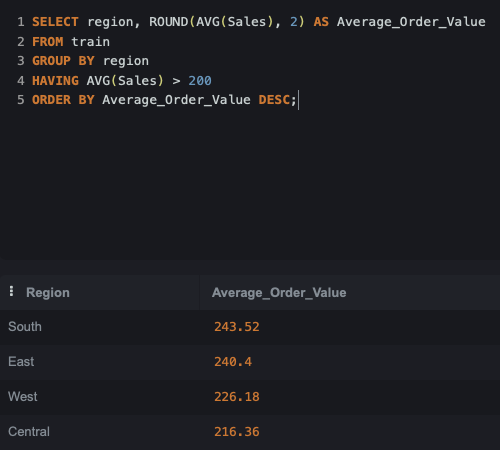 1 SELECT region, ROUND(AVG(Sales), 2) AS Average_Order_Value
2 FROM train
3 GROUP BY region
4 HAVING AVG(Sales) > 200
5 ORDER BY Average_Order_Value DESC;
Region Average_Order_Value
South 243.52
East 240.4
West 226.18
Central 216.36